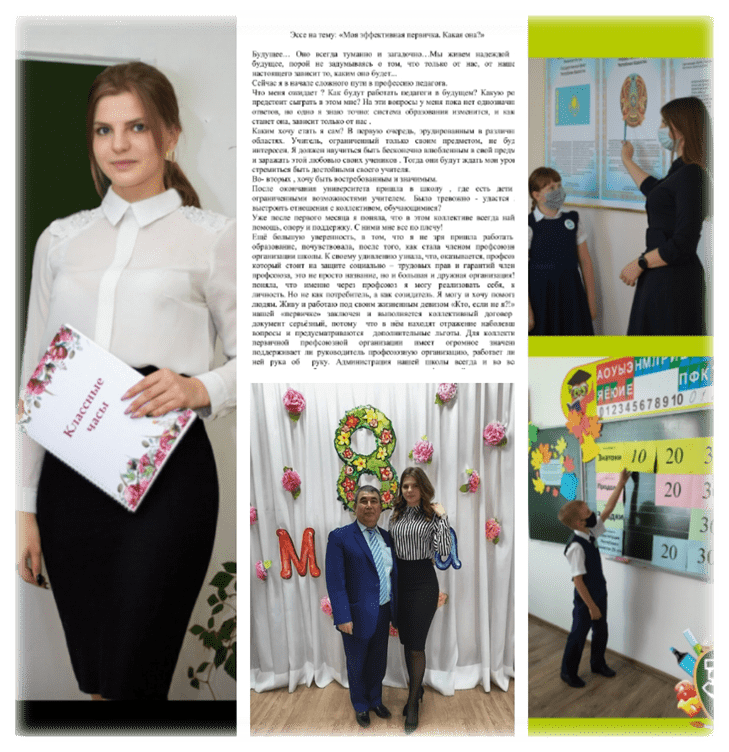 Эссе на тему: «Моя эффективная первичка. Какая она?»
Будущее… Оно всегда туманно и загадочно…Мы живем надеждой
будущее, порой не задумываясь о том, что только от нас, от наше
настоящего зависит то, каким оно будет...
Сейчас я в начале сложного пути в профессию педагога.
Что меня ожидает ? Как будут работать педагоги в будущем? Какую ро
предстоит сыграть в этом мне? На эти вопросы у меня пока нет однозначн
ответов, но одно я знаю точно: система образования изменится, и как
станет она, зависит только от нас .
Каким хочу стать я сам? В первую очередь, эрудированным в различн
областях. Учитель, ограниченный только своим предметом, не буд
интересен. Я должен научиться быть бесконечно влюбленным в свой предм
и заражать этой любовью своих учеников . Тогда они будут ждать мои урок
стремиться быть достойными своего учителя.
Во- вторых , хочу быть востребованным и значимым.
После окончания университета пришла в школу , где есть дети
ограниченными возможностями учителем. Было тревожно - удастся
выстроить отношения с коллективом, обучающимися?
Уже после первого месяца я поняла, что в этом коллективе всегда най
помощь, опору и поддержку. С ними мне все по плечу!
Ещё большую уверенность, в том, что я не зря пришла работать
образование, почувствовала, после того, как стала членом профсоюзн
организации школы. К своему удивлению узнала, что, оказывается, профсою
который стоит на защите социально – трудовых прав и гарантий член
профсоюза, это не просто название, но и большая и дружная организация!
поняла, что именно через профсоюз я могу реализовать себя, к
личность. Но не как потребитель, а как созидатель. Я могу и хочу помога
людям. Живу и работаю под своим жизненным девизом «Кто, если не я?!»
нашей «первичке» заключен и выполняется коллективный договор
документ серьёзный, потому что в нём находят отражение наболевш
вопросы и предусматриваются дополнительные льготы. Для коллекти
первичной профсоюзной организации имеет огромное значен
поддерживает ли руководитель профсоюзную организацию, работает ли
ней рука об руку. Администрация нашей школы всегда и во вс
Классные
часы
8
М
а
АОУЫЭ НМЛРЙ
ЯЁЮИЕ ПФК
012345678910
Знатоки 10 20 3
20 30
30
20 30